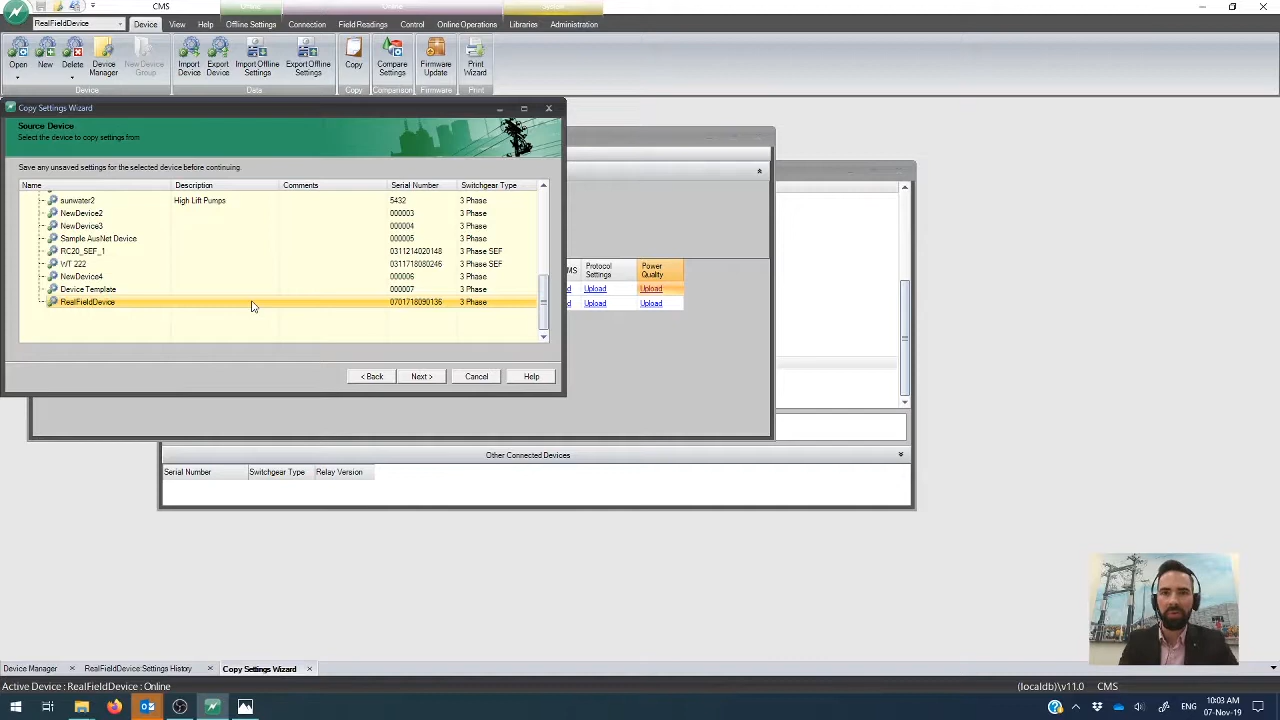 CMS
Offline
Online
System
RealFieldDevice
Device
View
Help
Offline Settings
Connection
Field Readings
Control
Online Operations
Libraries
Administration
Open
New
Delete
Device Manager
New Device Group
Import Device
Export Device
Import Offline Settings
Export Offline Settings
Copy
Compare Settings
Firmware Update
Print Wizard
Device
Data
Copy
Comparison
Firmware
Print
Copy Settings Wizard
Source Device
Select the device to copy settings from
Save any unsaved settings for the selected device before continuing.
Name Description Comments Serial Number Switchgear Type
sunwater2 High Lift Pumps 5432 3 Phase
NewDevice2 000003 3 Phase
NewDevice3 000004 3 Phase
Sample AusNet Device 000005 3 Phase
RC20_SEF_1 0311214020148 3 Phase SEF
WT 222 0311718080246 3 Phase SEF
NewDevice4 000006 3 Phase
Device Template 000007 3 Phase
RealFieldDevice 0701718090136 3 Phase
< Back Next > Cancel Help
MS Protocol Settings Power Quality
d Upload Upload
d Upload Upload
Other Connected Devices
Serial Number Switchgear Type Relay Version
Device Manager RealFieldDevice Settings History Copy Settings Wizard
Active Device : RealFieldDevice : Online (localdb)\v11.0 CMS
ENG 10:03 AM
07-Nov-19